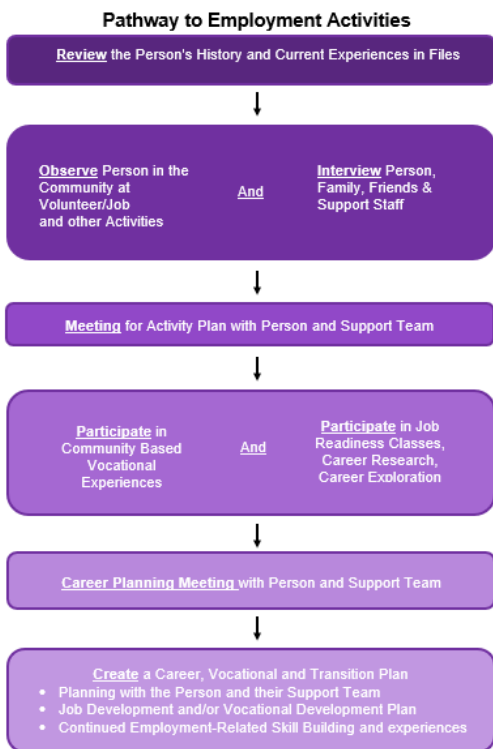 Pathway to Employment Activities
Review the Person's History and Current Experiences in Files
Observe Person in the
Community at
Volunteer/Job
and other Activities
And
Interview Person,
Family, Friends &
Support Staff
Meeting for Activity Plan with Person and Support Team
Participate in
Community Based
Vocational
Experiences
And
Participate in Job
Readiness Classes,
Career Research,
Career Exploration
Career Planning Meeting with Person and Support Team
Create a Career, Vocational and Transition Plan
• Planning with the Person and their Support Team
• Job Development and/or Vocational Development Plan
• Continued Employment-Related Skill Building and experiences